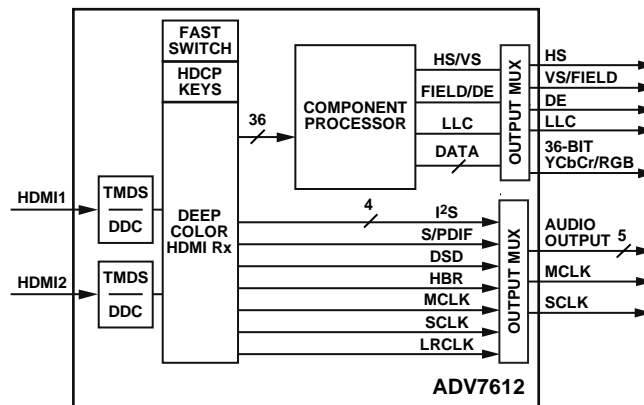 FAST
SWITCH
HDCP
KEYS
36
COMPONENT
PROCESSOR
HS/VS
FIELD/DE
LLC
DATA
OUTPUT MUX
HS
VS/FIELD
DE
LLC
36-BIT
YCbCr/RGB
HDMI1
TMDS
DDC
HDMI2
TMDS
DDC
DEEP
COLOR
HDMI Rx
4
I²S
S/PDIF
DSD
HBR
MCLK
SCLK
LRCLK
OUTPUT MUX
AUDIO
OUTPUT 5
MCLK
SCLK
ADV7612